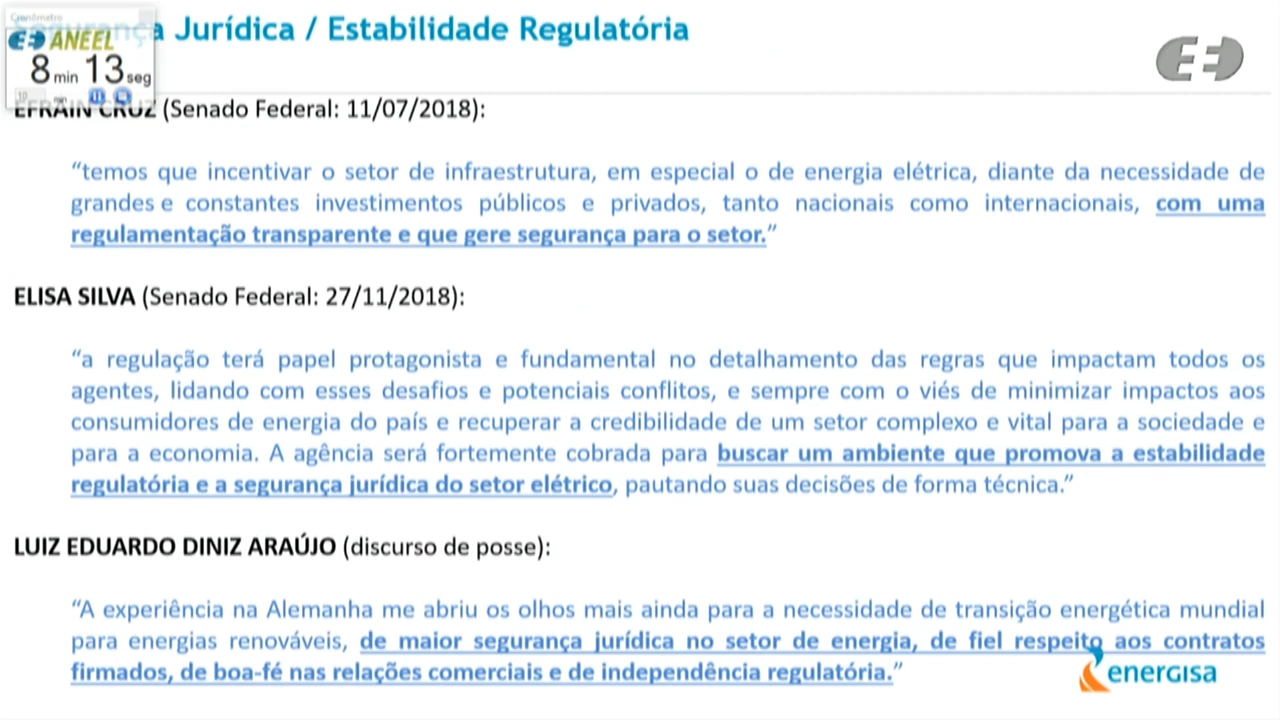 Segurança Jurídica / Estabilidade Regulatória
Cronômetro
ANEEL
8 min 13 seg
10 min
EFRAIN CRUZ (Senado Federal: 11/07/2018):
“temos que incentivar o setor de infraestrutura, em especial o de energia elétrica, diante da necessidade de
grandes e constantes investimentos públicos e privados, tanto nacionais como internacionais, com uma
regulamentação transparente e que gere segurança para o setor.”
ELISA SILVA (Senado Federal: 27/11/2018):
“a regulação terá papel protagonista e fundamental no detalhamento das regras que impactam todos os
agentes, lidando com esses desafios e potenciais conflitos, e sempre com o viés de minimizar impactos aos
consumidores de energia do país e recuperar a credibilidade de um setor complexo e vital para a sociedade e
para a economia. A agência será fortemente cobrada para buscar um ambiente que promova a estabilidade
regulatória e a segurança jurídica do setor elétrico, pautando suas decisões de forma técnica.”
LUIZ EDUARDO DINIZ ARAÚJO (discurso de posse):
“A experiência na Alemanha me abriu os olhos mais ainda para a necessidade de transição energética mundial
para energias renováveis, de maior segurança jurídica no setor de energia, de fiel respeito aos contratos
firmados, de boa-fé nas relações comerciais e de independência regulatória.”
energisa